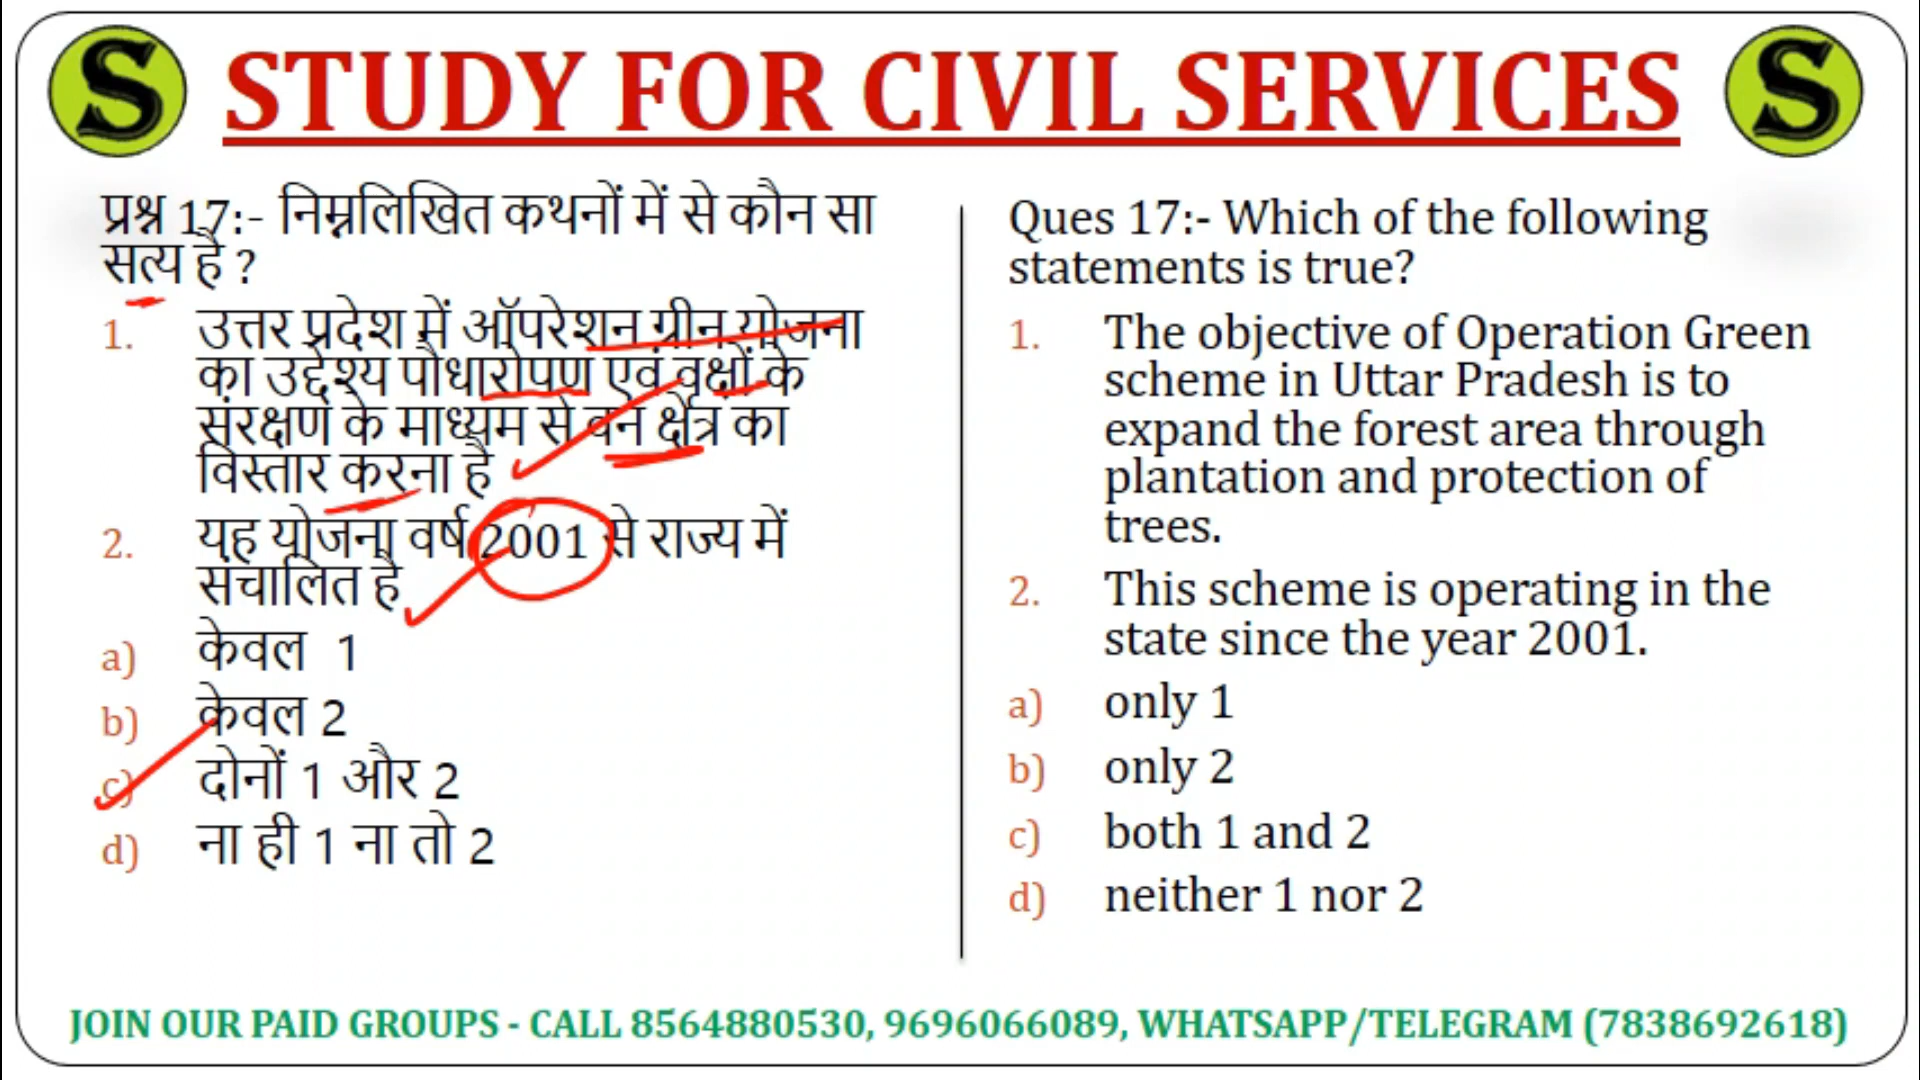 S STUDY FOR CIVIL SERVICES S
प्रश्न 17:- निम्नलिखित कथनों में से कौन सा
सत्य है ?
1. उत्तर प्रदेश में ऑपरेशन ग्रीन योजना
का उद्देश्य पौधारोपण एवं वृक्षों के
संरक्षण के माध्यम से वन क्षेत्र का
विस्तार करना है
2. यह योजना वर्ष 2001 से राज्य में
संचालित है
a) केवल 1
b) केवल 2
c) दोनों 1 और 2
d) ना ही 1 ना तो 2
Ques 17:- Which of the following
statements is true?
1. The objective of Operation Green
scheme in Uttar Pradesh is to
expand the forest area through
plantation and protection of
trees.
2. This scheme is operating in the
state since the year 2001.
a) only 1
b) only 2
c) both 1 and 2
d) neither 1 nor 2
JOIN OUR PAID GROUPS - CALL 8564880530, 9696066089, WHATSAPP/TELEGRAM (7838692618)